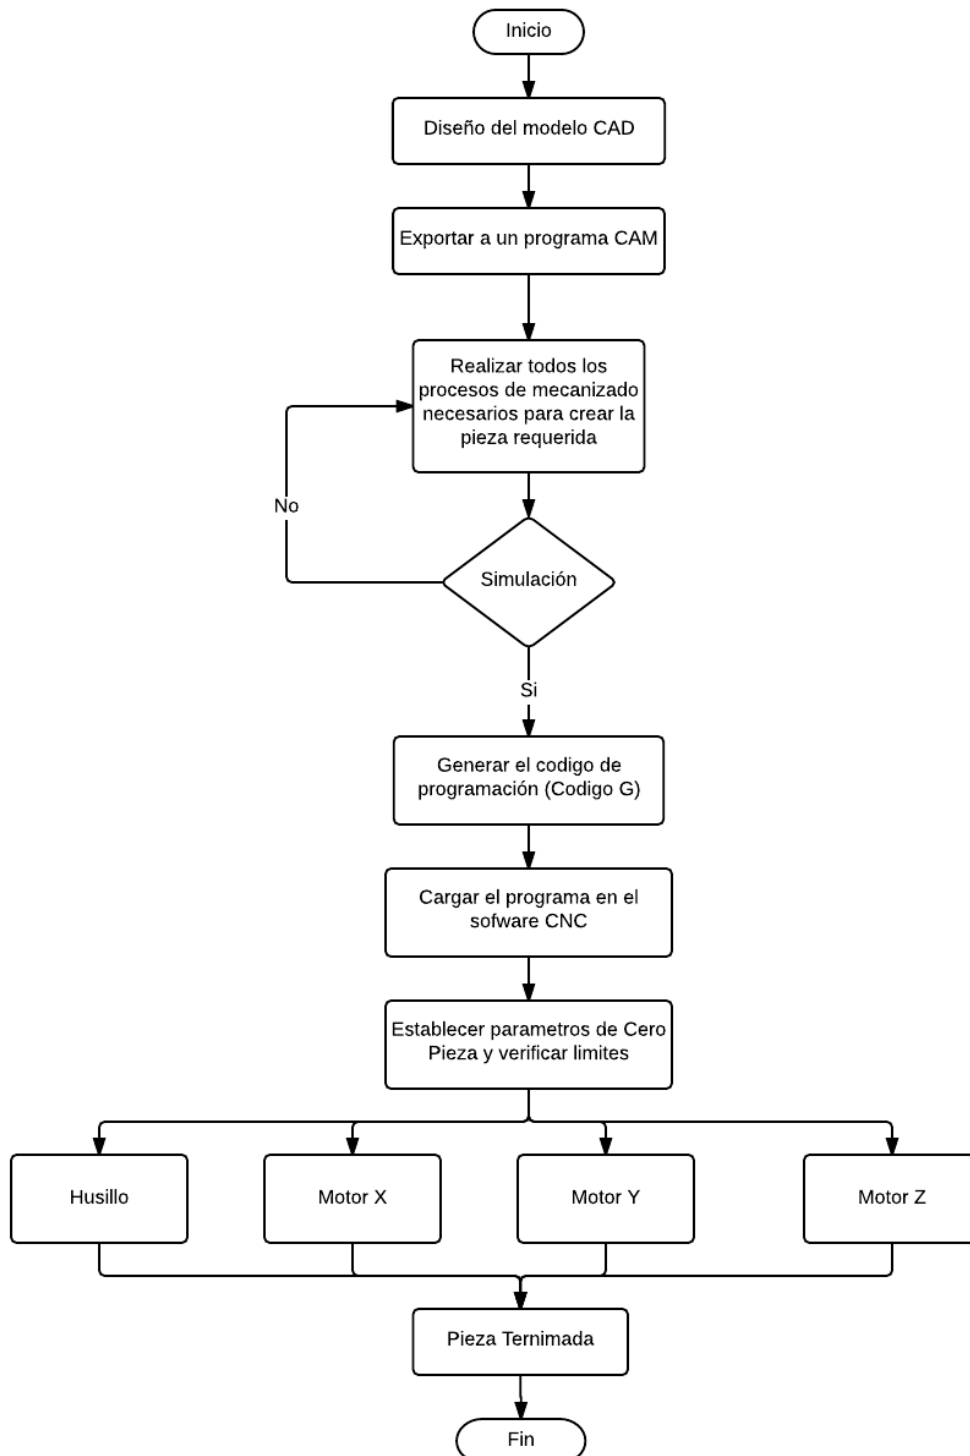 Inicio
Diseño del modelo CAD
Exportar a un programa CAM
Realizar todos los
procesos de mecanizado
necesarios para crear la
pieza requerida
No
Simulación
Si
Generar el codigo de
programación (Codigo G)
Cargar el programa en el
sofware CNC
Establecer parametros de Cero
Pieza y verificar limites
Husillo
Motor X
Motor Y
Motor Z
Pieza Ternimada
Fin